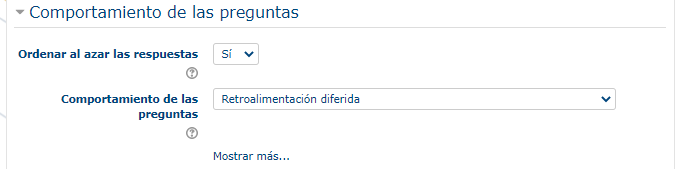 Comportamiento de las preguntas
Ordenar al azar las respuestas
Sí
Comportamiento de las
preguntas
Retroalimentación diferida
Mostrar más...